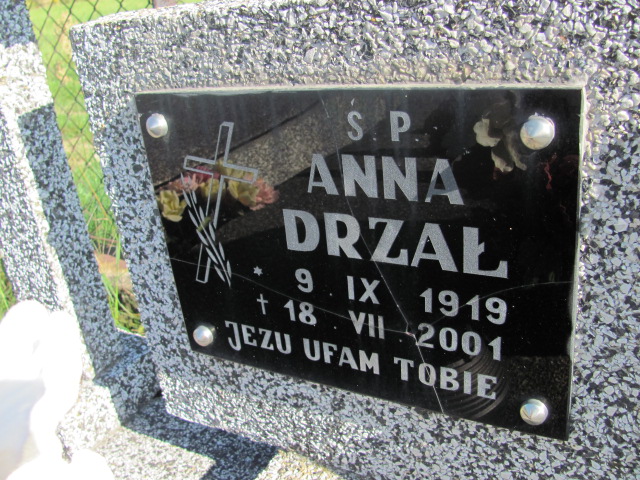 S P
ANNA
DRZAŁ
* 9 IX 1919
† 18 VII 2001
JEZU UFAM TOBIE